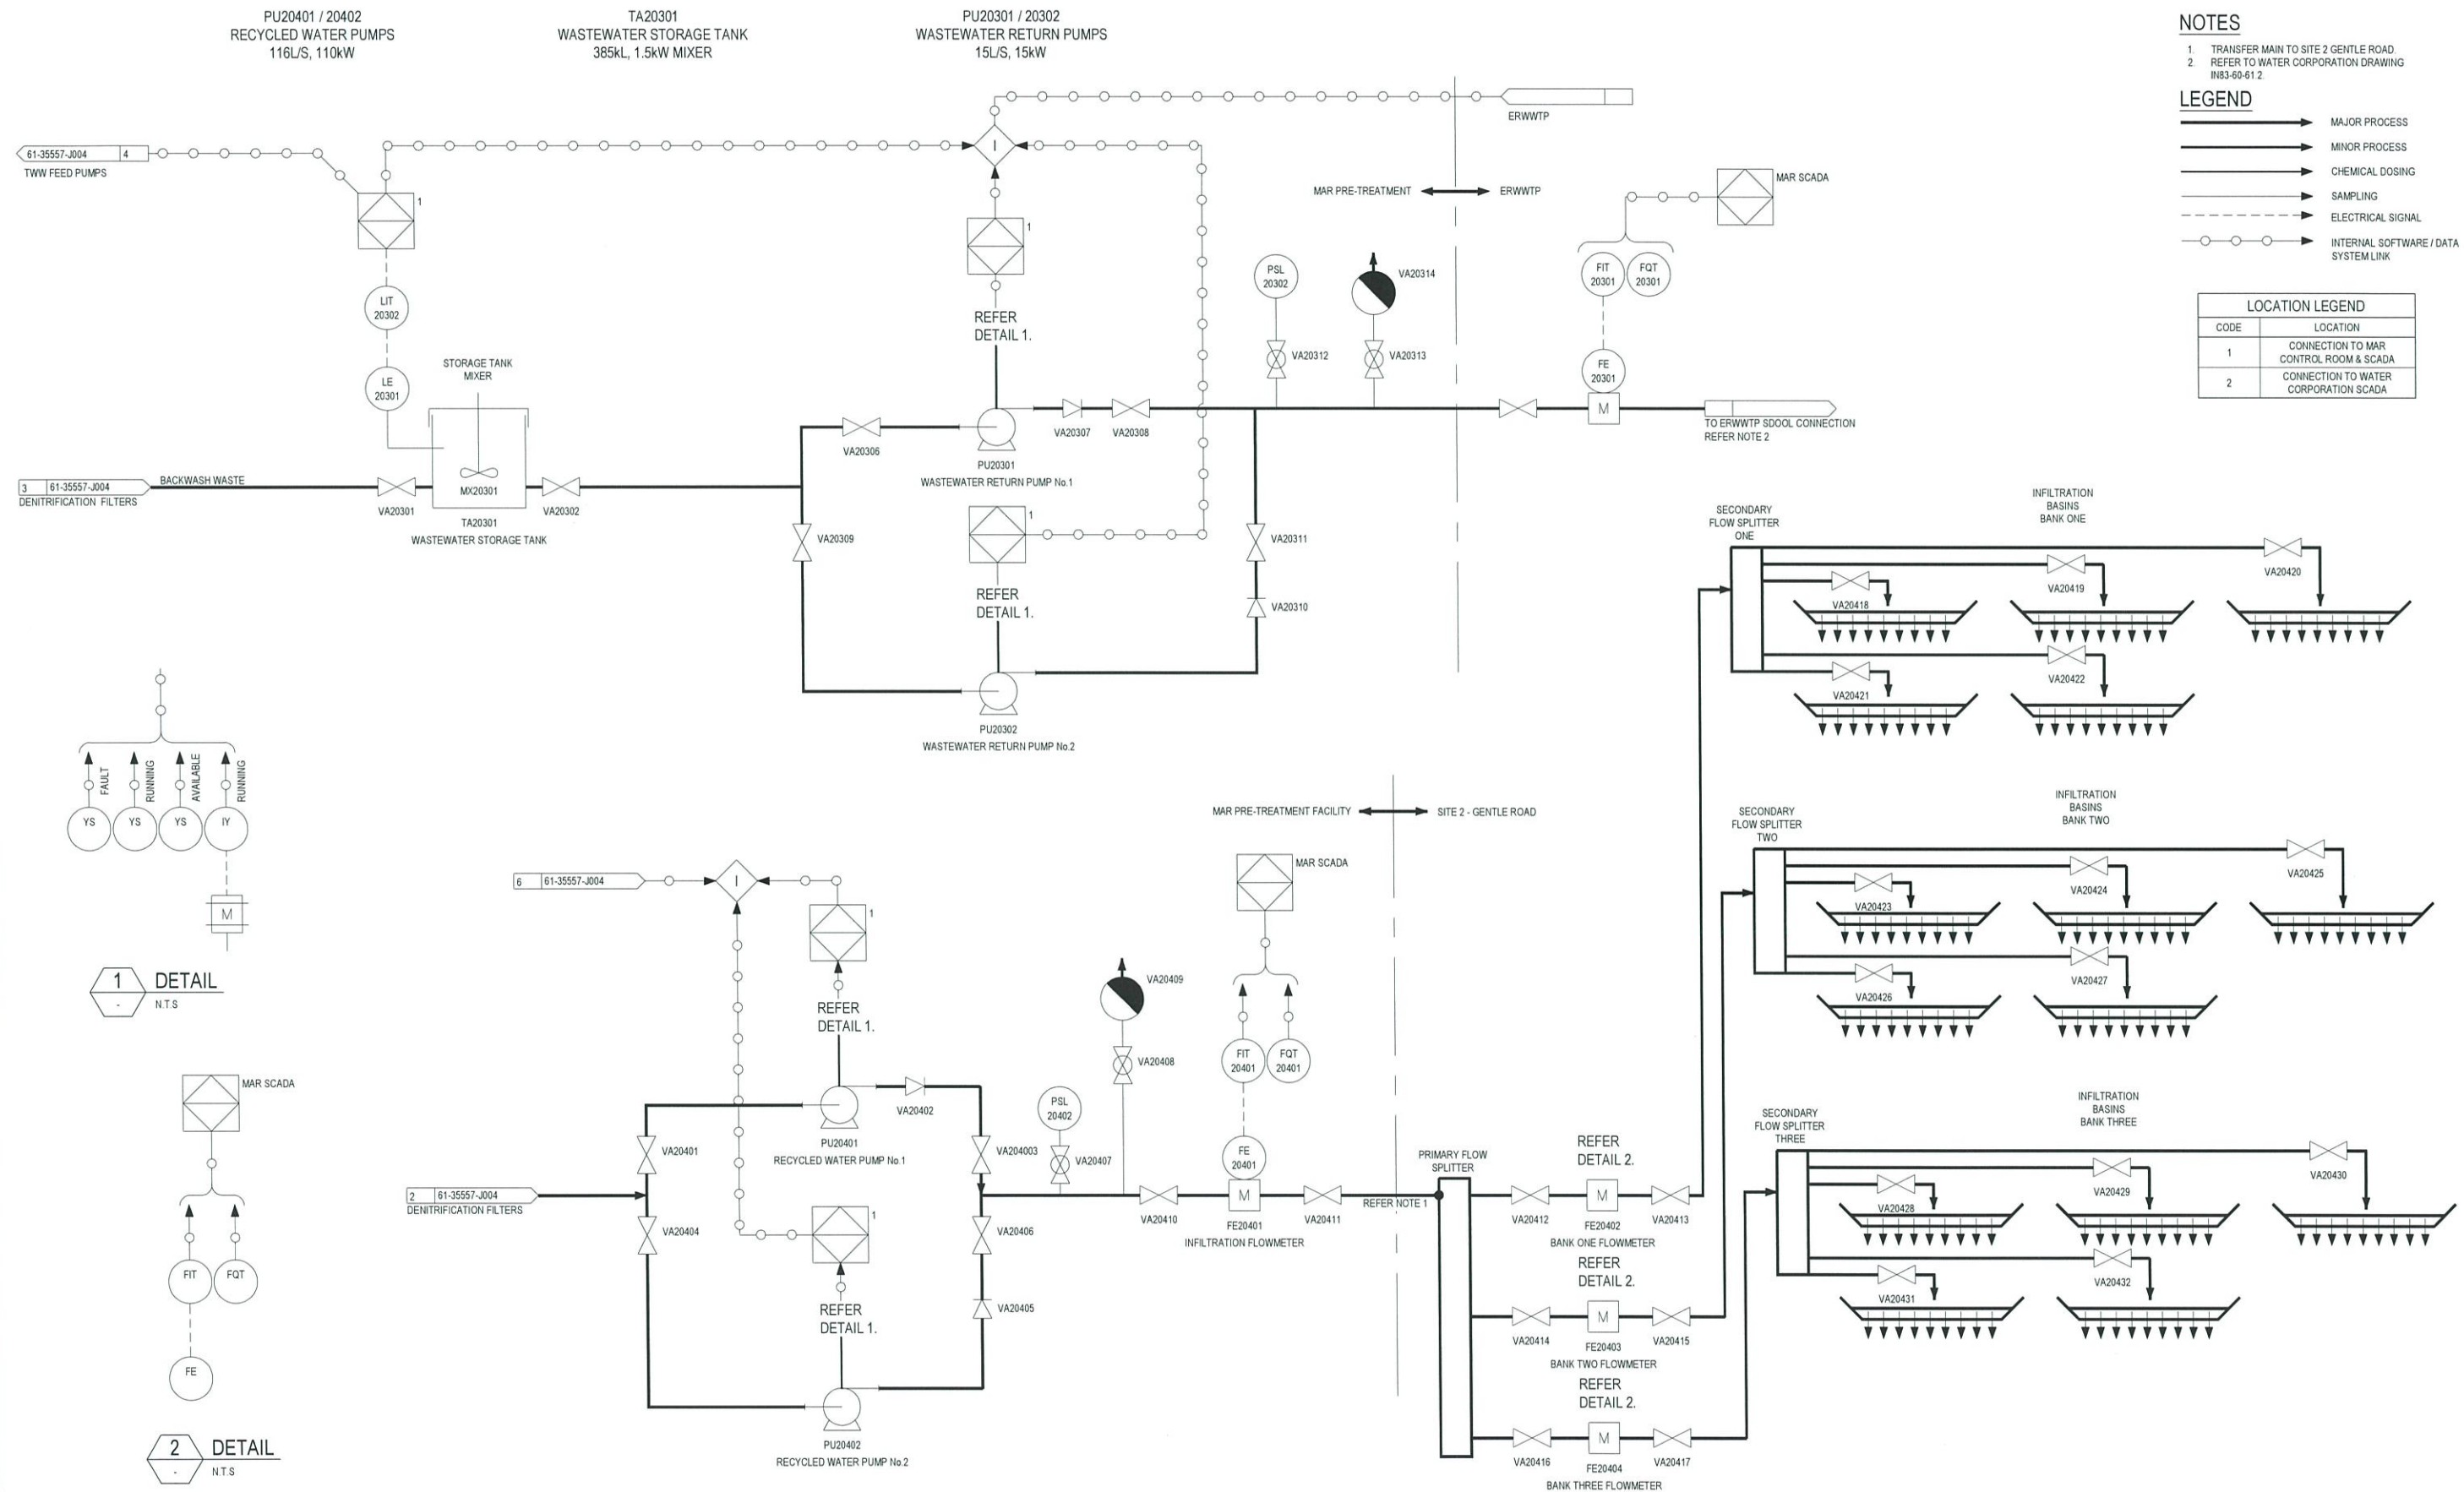 PU20401 / 20402
RECYCLED WATER PUMPS
116L/S, 110kW
TA20301
WASTEWATER STORAGE TANK
385kL, 1.5kW MIXER
PU20301 / 20302
WASTEWATER RETURN PUMPS
15L/S, 15kW
NOTES
1. TRANSFER MAIN TO SITE 2 GENTLE ROAD.
2. REFER TO WATER CORPORATION DRAWING
IN83-60-61.2.
LEGEND
MAJOR PROCESS
MINOR PROCESS
CHEMICAL DOSING
SAMPLING
ELECTRICAL SIGNAL
INTERNAL SOFTWARE / DATA
SYSTEM LINK
LOCATION LEGEND
CODE LOCATION
1 CONNECTION TO MAR
CONTROL ROOM & SCADA
2 CONNECTION TO WATER
CORPORATION SCADA
ERWWTP
61-35557-J004 4
TWW FEED PUMPS
I
1
1
MAR PRE-TREATMENT ERWWTP
MAR SCADA
LIT
20302
LE
20301
STORAGE TANK
MIXER
REFER
DETAIL 1.
PSL
20302
VA20314
VA20312
VA20313
FIT
20301
FQT
20301
FE
20301
M
TO ERWWTP SDOOL CONNECTION
REFER NOTE 2
3 61-35557-J004
DENITRIFICATION FILTERS
BACKWASH WASTE
VA20301
MX20301
TA20301
WASTEWATER STORAGE TANK
VA20302
VA20306
PU20301
WASTEWATER RETURN PUMP No.1
VA20307
VA20308
VA20309
1
REFER
DETAIL 1.
VA20311
VA20310
PU20302
WASTEWATER RETURN PUMP No.2
SECONDARY
FLOW SPLITTER
ONE
INFILTRATION
BASINS
BANK ONE
VA20420
VA20419
VA20418
VA20422
VA20421
FAULT
RUNNING
AVAILABLE
RUNNING
YS
YS
YS
IY
M
1 DETAIL
-
N.T.S
MAR PRE-TREATMENT FACILITY SITE 2 - GENTLE ROAD
SECONDARY
FLOW SPLITTER
TWO
INFILTRATION
BASINS
BANK TWO
VA20425
VA20424
VA20423
VA20427
VA20426
6 61-35557-J004
I
1
MAR SCADA
REFER
DETAIL 1.
VA20409
VA20408
FIT
20401
FQT
20401
PSL
20402
VA20407
FE
20401
M
VA20402
PU20401
RECYCLED WATER PUMP No.1
VA20401
VA204003
2 61-35557-J004
DENITRIFICATION FILTERS
VA20404
1
VA20406
REFER
DETAIL 1.
VA20405
PU20402
RECYCLED WATER PUMP No.2
VA20410
FE20401
INFILTRATION FLOWMETER
VA20411
REFER NOTE 1
PRIMARY FLOW
SPLITTER
REFER
DETAIL 2.
M
VA20412
FE20402
VA20413
BANK ONE FLOWMETER
REFER
DETAIL 2.
M
VA20414
FE20403
VA20415
BANK TWO FLOWMETER
REFER
DETAIL 2.
M
VA20416
FE20404
VA20417
BANK THREE FLOWMETER
SECONDARY
FLOW SPLITTER
THREE
INFILTRATION
BASINS
BANK THREE
VA20430
VA20429
VA20428
VA20432
VA20431
MAR SCADA
FIT
FQT
FE
2 DETAIL
-
N.T.S